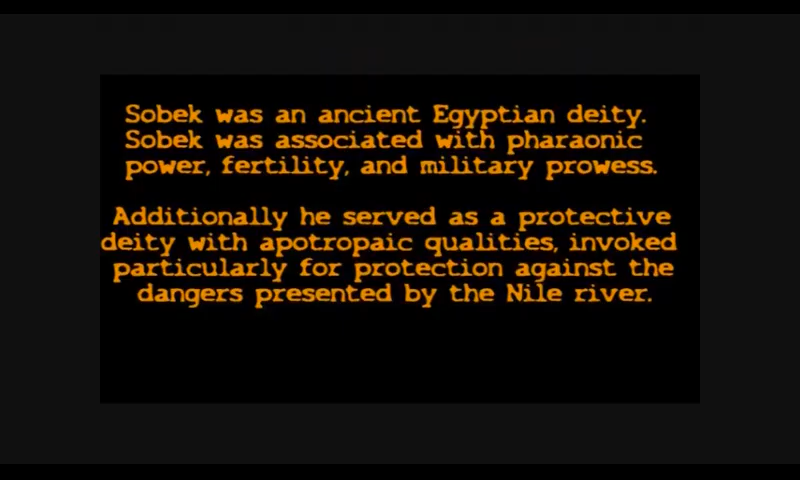 Sobek was an ancient Egyptian deity.
Sobek was associated with pharaonic
power, fertility, and military prowess.
Additionally he served as a protective
deity with apotropaic qualities, invoked
particularly for protection against the
dangers presented by the Nile river.